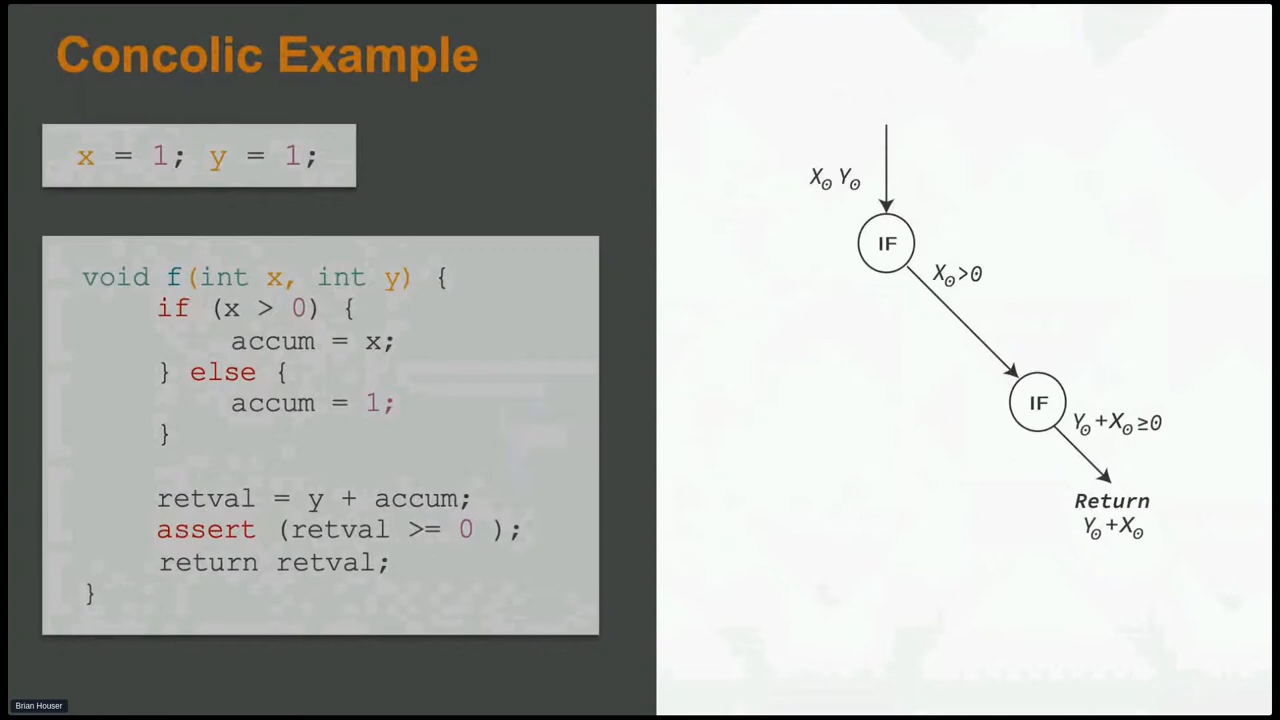 Concolic Example
x = 1; y = 1;
void f(int x, int y) {
if (x > 0) {
accum = x;
} else {
accum = 1;
}
retval = y + accum;
assert (retval >= 0 );
return retval;
}
X₀ Y₀
IF
X₀>0
IF
Y₀+X₀≥0
Return
Y₀+X₀
Brian Houser